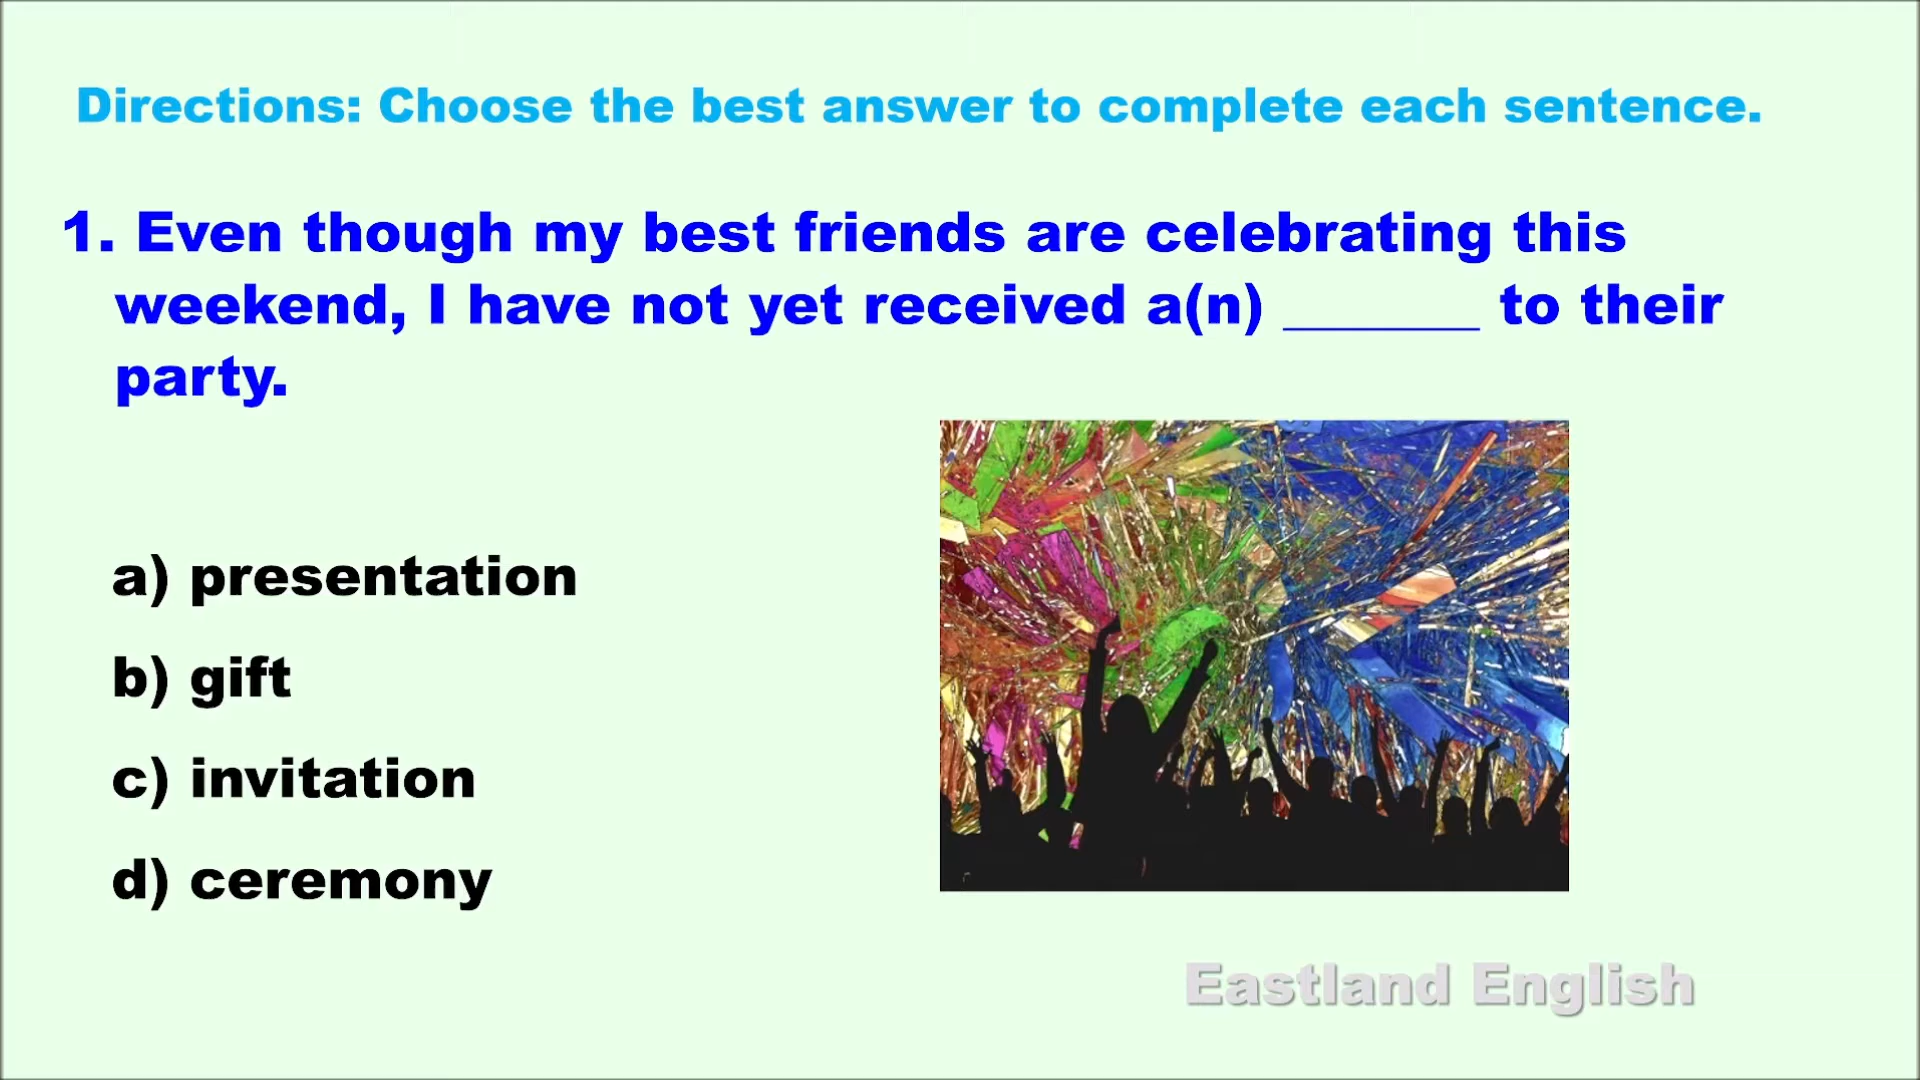 Directions: Choose the best answer to complete each sentence.
1. Even though my best friends are celebrating this
weekend, I have not yet received a(n) _______ to their
party.
a) presentation
b) gift
c) invitation
d) ceremony
Eastland English